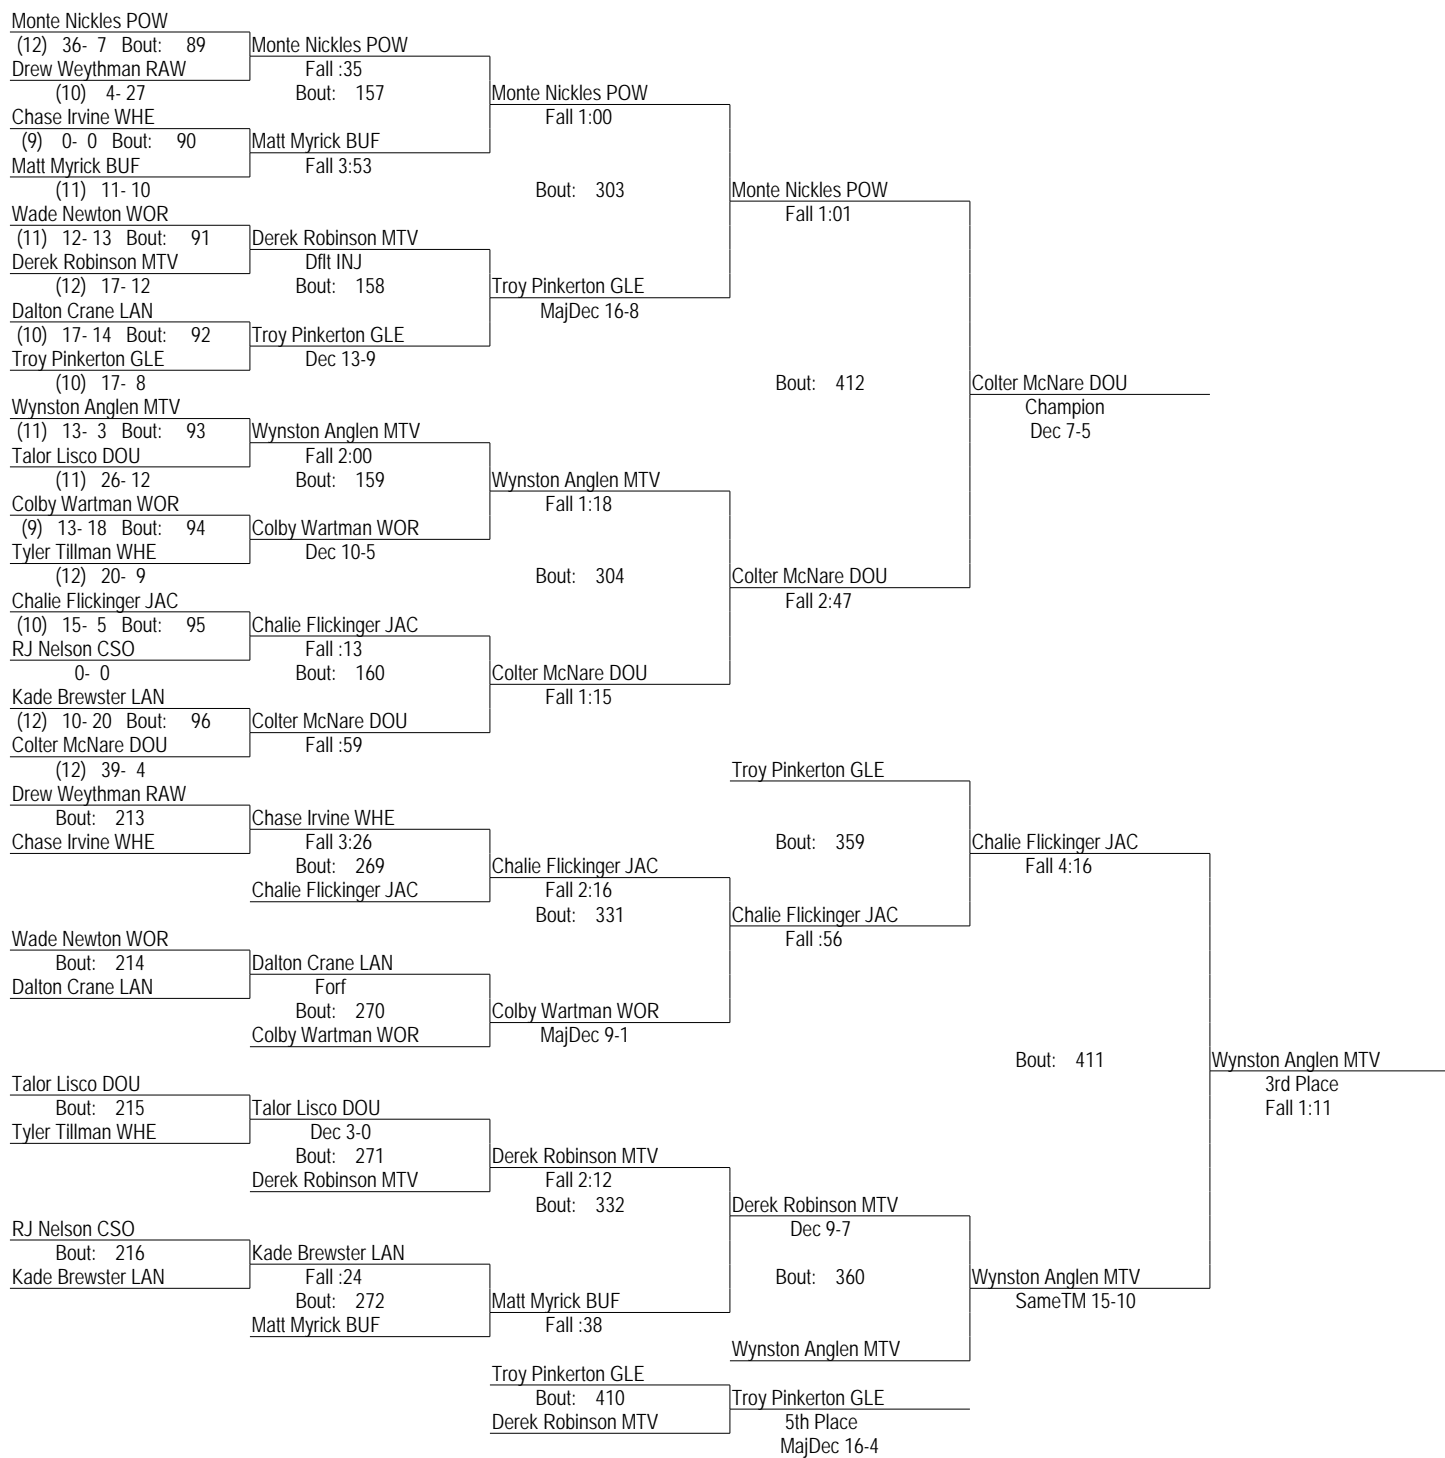 Monte Nickles POW
(12) 36- 7 Bout: 89
Monte Nickles POW
Drew Weythman RAW
Fall :35
(10) 4- 27
Bout: 157
Monte Nickles POW
Chase Irvine WHE
Fall 1:00
(9) 0- 0 Bout: 90
Matt Myrick BUF
Matt Myrick BUF
Fall 3:53
(11) 11- 10
Bout: 303
Monte Nickles POW
Wade Newton WOR
Fall 1:01
(11) 12- 13 Bout: 91
Derek Robinson MTV
Derek Robinson MTV
Dflt INJ
(12) 17- 12
Bout: 158
Troy Pinkerton GLE
Dalton Crane LAN
MajDec 16-8
(10) 17- 14 Bout: 92
Troy Pinkerton GLE
Troy Pinkerton GLE
Dec 13-9
(10) 17- 8
Bout: 412
Colter McNare DOU
Wynston Anglen MTV
Champion
(11) 13- 3 Bout: 93
Wynston Anglen MTV
Dec 7-5
Talor Lisco DOU
Fall 2:00
(11) 26- 12
Bout: 159
Wynston Anglen MTV
Colby Wartman WOR
Fall 1:18
(9) 13- 18 Bout: 94
Colby Wartman WOR
Tyler Tillman WHE
Dec 10-5
(12) 20- 9
Bout: 304
Colter McNare DOU
Chalie Flickinger JAC
Fall 2:47
(10) 15- 5 Bout: 95
Chalie Flickinger JAC
RJ Nelson CSO
Fall :13
0- 0
Bout: 160
Colter McNare DOU
Kade Brewster LAN
Fall 1:15
(12) 10- 20 Bout: 96
Colter McNare DOU
Colter McNare DOU
Fall :59
(12) 39- 4
Troy Pinkerton GLE
Drew Weythman RAW
Bout: 213
Chase Irvine WHE
Chase Irvine WHE
Fall 3:26
Bout: 359
Chalie Flickinger JAC
Bout: 269
Chalie Flickinger JAC
Fall 4:16
Chalie Flickinger JAC
Fall 2:16
Bout: 331
Chalie Flickinger JAC
Wade Newton WOR
Fall :56
Bout: 214
Dalton Crane LAN
Dalton Crane LAN
Forf
Bout: 270
Colby Wartman WOR
Colby Wartman WOR
MajDec 9-1
Bout: 411
Wynston Anglen MTV
Talor Lisco DOU
3rd Place
Bout: 215
Talor Lisco DOU
Fall 1:11
Tyler Tillman WHE
Dec 3-0
Bout: 271
Derek Robinson MTV
Derek Robinson MTV
Fall 2:12
Bout: 332
Derek Robinson MTV
RJ Nelson CSO
Dec 9-7
Bout: 216
Kade Brewster LAN
Kade Brewster LAN
Fall :24
Bout: 360
Wynston Anglen MTV
Bout: 272
Matt Myrick BUF
SameTM 15-10
Matt Myrick BUF
Fall :38
Wynston Anglen MTV
Troy Pinkerton GLE
Bout: 410
Troy Pinkerton GLE
Derek Robinson MTV
5th Place
MajDec 16-4